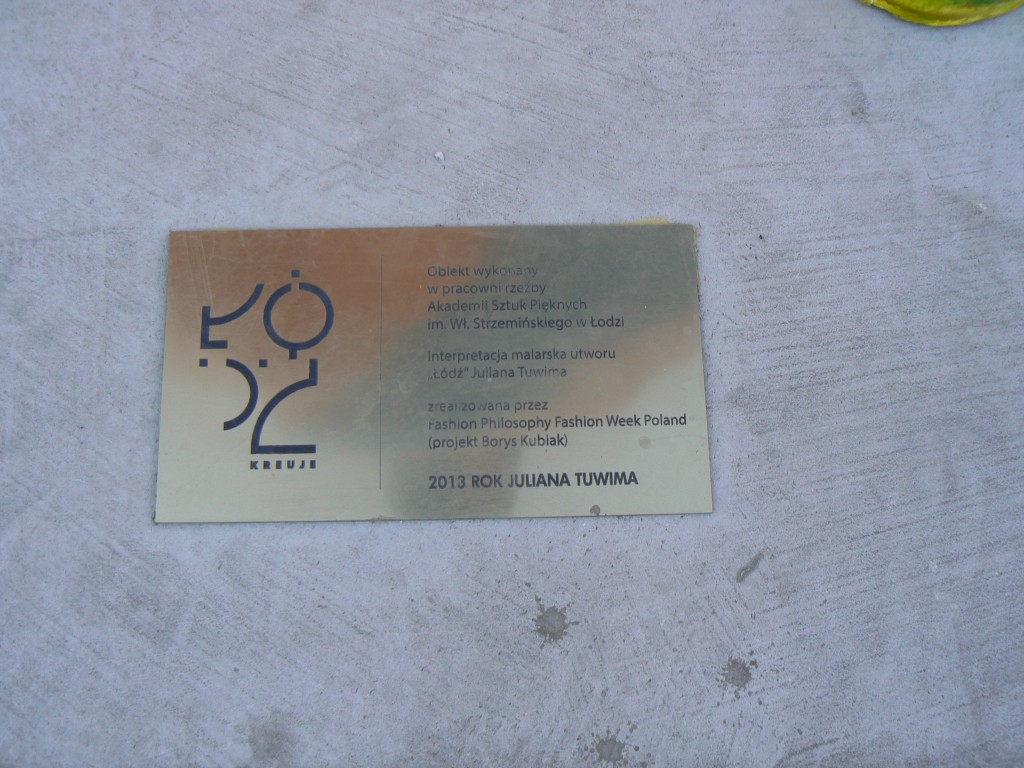 ŁÓDŹ
KREUJE
Obiekt wykonany
w pracowni rzeźby
Akademii Sztuk Pięknych
im. Wł. Strzemińskiego w Łodzi
Interpretacja malarska utworu
„Łódź” Juliana Tuwima
zrealizowana przez
Fashion Philosophy Fashion Week Poland
(projekt Borys Kubiak)
2013 ROK JULIANA TUWIMA